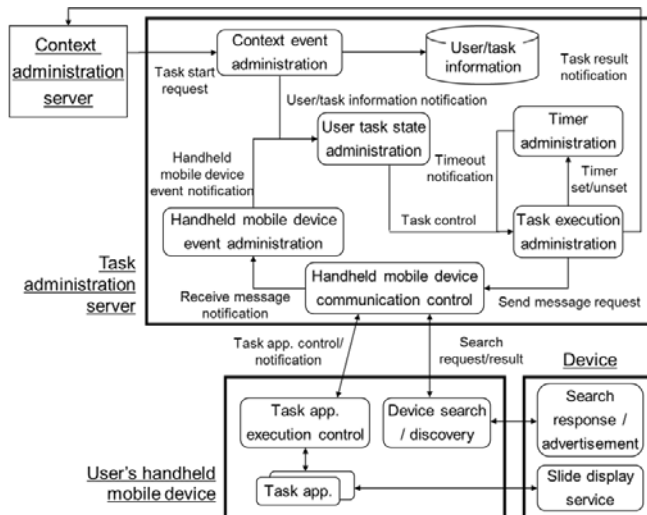 Context
administration
server
Task start
request
Context event
administration
User/task
information
Task result
notification
User/task information notification
User task state
administration
Timer
administration
Handheld
mobile device
event notification
Timeout
notification
Timer
set/unset
Task control
Handheld mobile device
event administration
Task execution
administration
Task
administration
server
Handheld mobile device
communication control
Receive message
notification
Send message request
Task app. control/
notification
Search
request/result
Device
Task app.
execution control
Device search
/ discovery
Search
response /
advertisement
User's handheld
mobile device
Task app.
Slide display
service